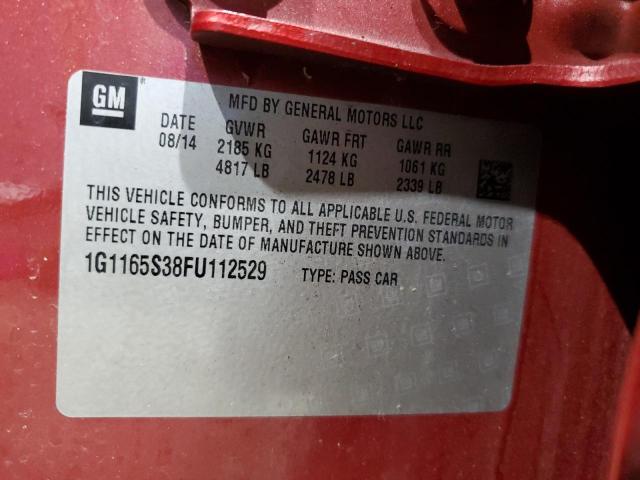 GM
MFD BY GENERAL MOTORS LLC
DATE GVWR GAWR FRT GAWR RR
08/14 2185 KG 1124 KG 1061 KG
4817 LB 2478 LB 2339 LB
THIS VEHICLE CONFORMS TO ALL APPLICABLE U.S. FEDERAL MOTOR
VEHICLE SAFETY, BUMPER, AND THEFT PREVENTION STANDARDS IN
EFFECT ON THE DATE OF MANUFACTURE SHOWN ABOVE.
1G1165S38FU112529 TYPE: PASS CAR